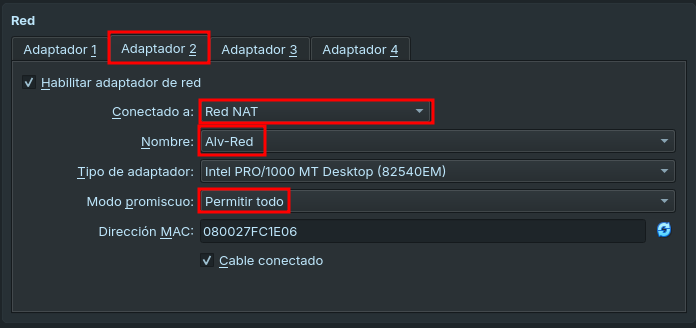 Red
Adaptador 1 Adaptador 2 Adaptador 3 Adaptador 4
Habilitar adaptador de red
Conectado a: Red NAT
Nombre: Alv-Red
Tipo de adaptador: Intel PRO/1000 MT Desktop (82540EM)
Modo promiscuo: Permitir todo
Dirección MAC: 080027FC1E06
Cable conectado